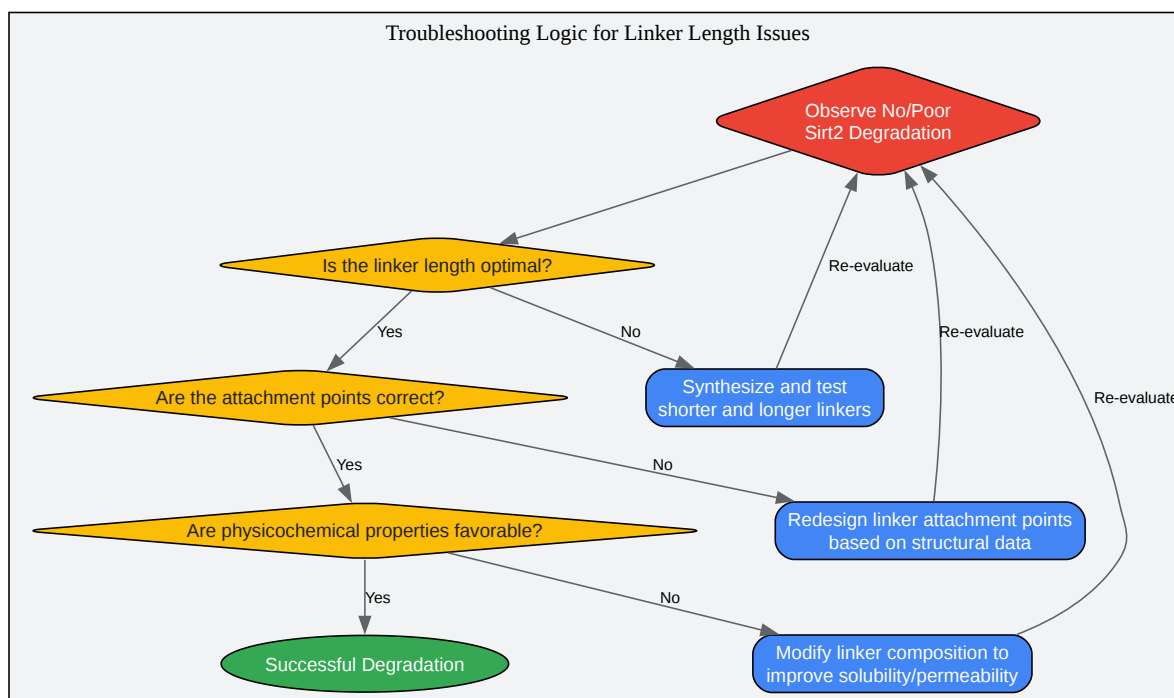 Troubleshooting Logic for Linker Length Issues
Observe No/Poor
Sirt2 Degradation
Is the linker length optimal?
Re-evaluate
Yes
No
Re-evaluate
Are the attachment points correct?
Synthesize and test
shorter and longer linkers
Re-evaluate
Yes
No
Are physicochemical properties favorable?
Redesign linker attachment points
based on structural data
Yes
No
Successful Degradation
Modify linker composition to
improve solubility/permeability